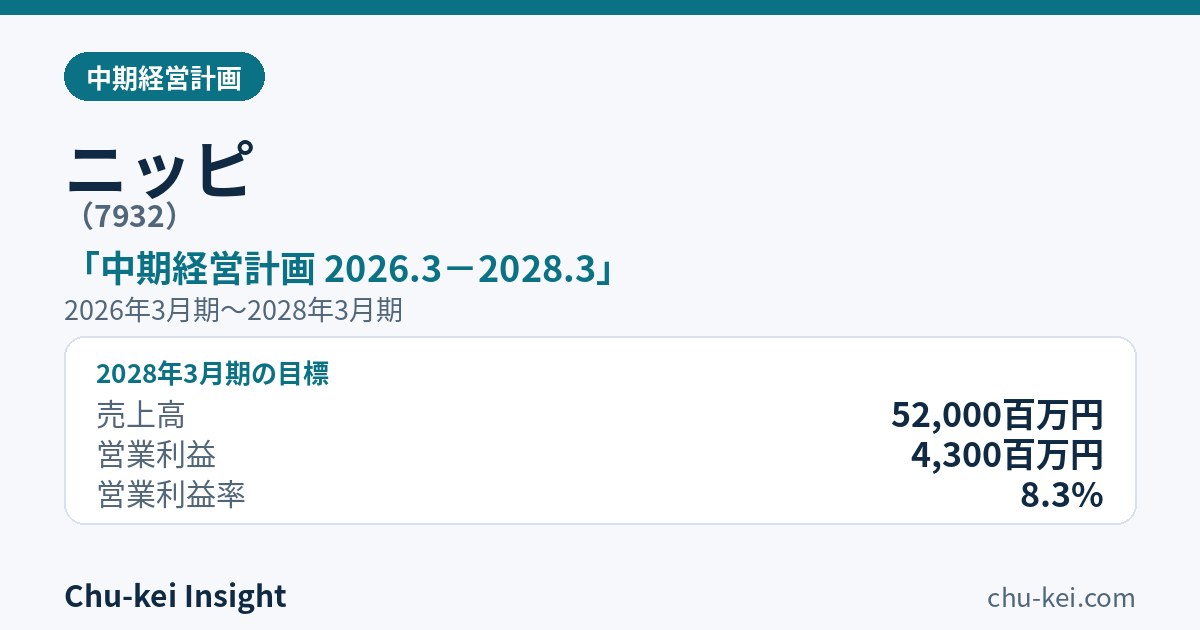 中期経営計画
ニッピ
（7932）
「中期経営計画 2026.3－2028.3」
2026年3月期～2028年3月期
2028年3月期の目標
売上高 52,000百万円
営業利益 4,300百万円
営業利益率 8.3%
Chu-kei Insight chu-kei.com